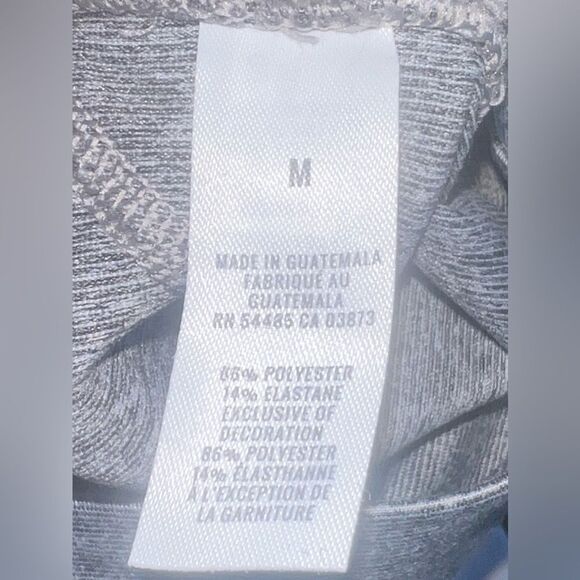 M
MADE IN GUATEMALA
FABRIQUÉ AU
GUATEMALA
RN 54485 CA 03873
86% POLYESTER
14% ELASTANE
EXCLUSIVE OF
DECORATION
86% POLYESTER
14% ÉLASTHANNE
À L'EXCEPTION DE
LA GARNITURE